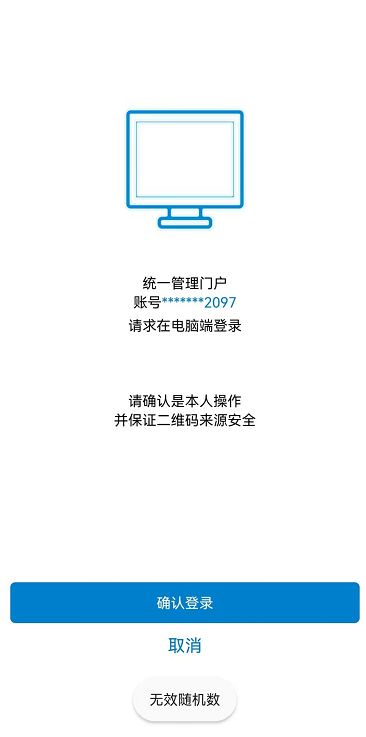 统一管理门户
账号*******2097
请求在电脑端登录
请确认是本人操作
并保证二维码来源安全
确认登录
取消
无效随机数